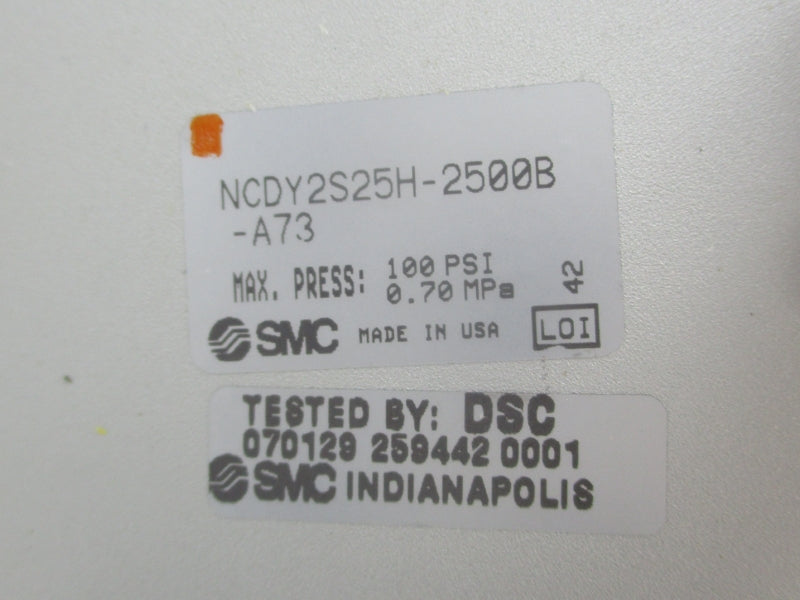 NCDY2S25H-2500B
-A73
MAX. PRESS: 100 PSI
0.70 MPa
42
SMC MADE IN USA LOI
TESTED BY: DSC
070129 259442 0001
SMC INDIANAPOLIS